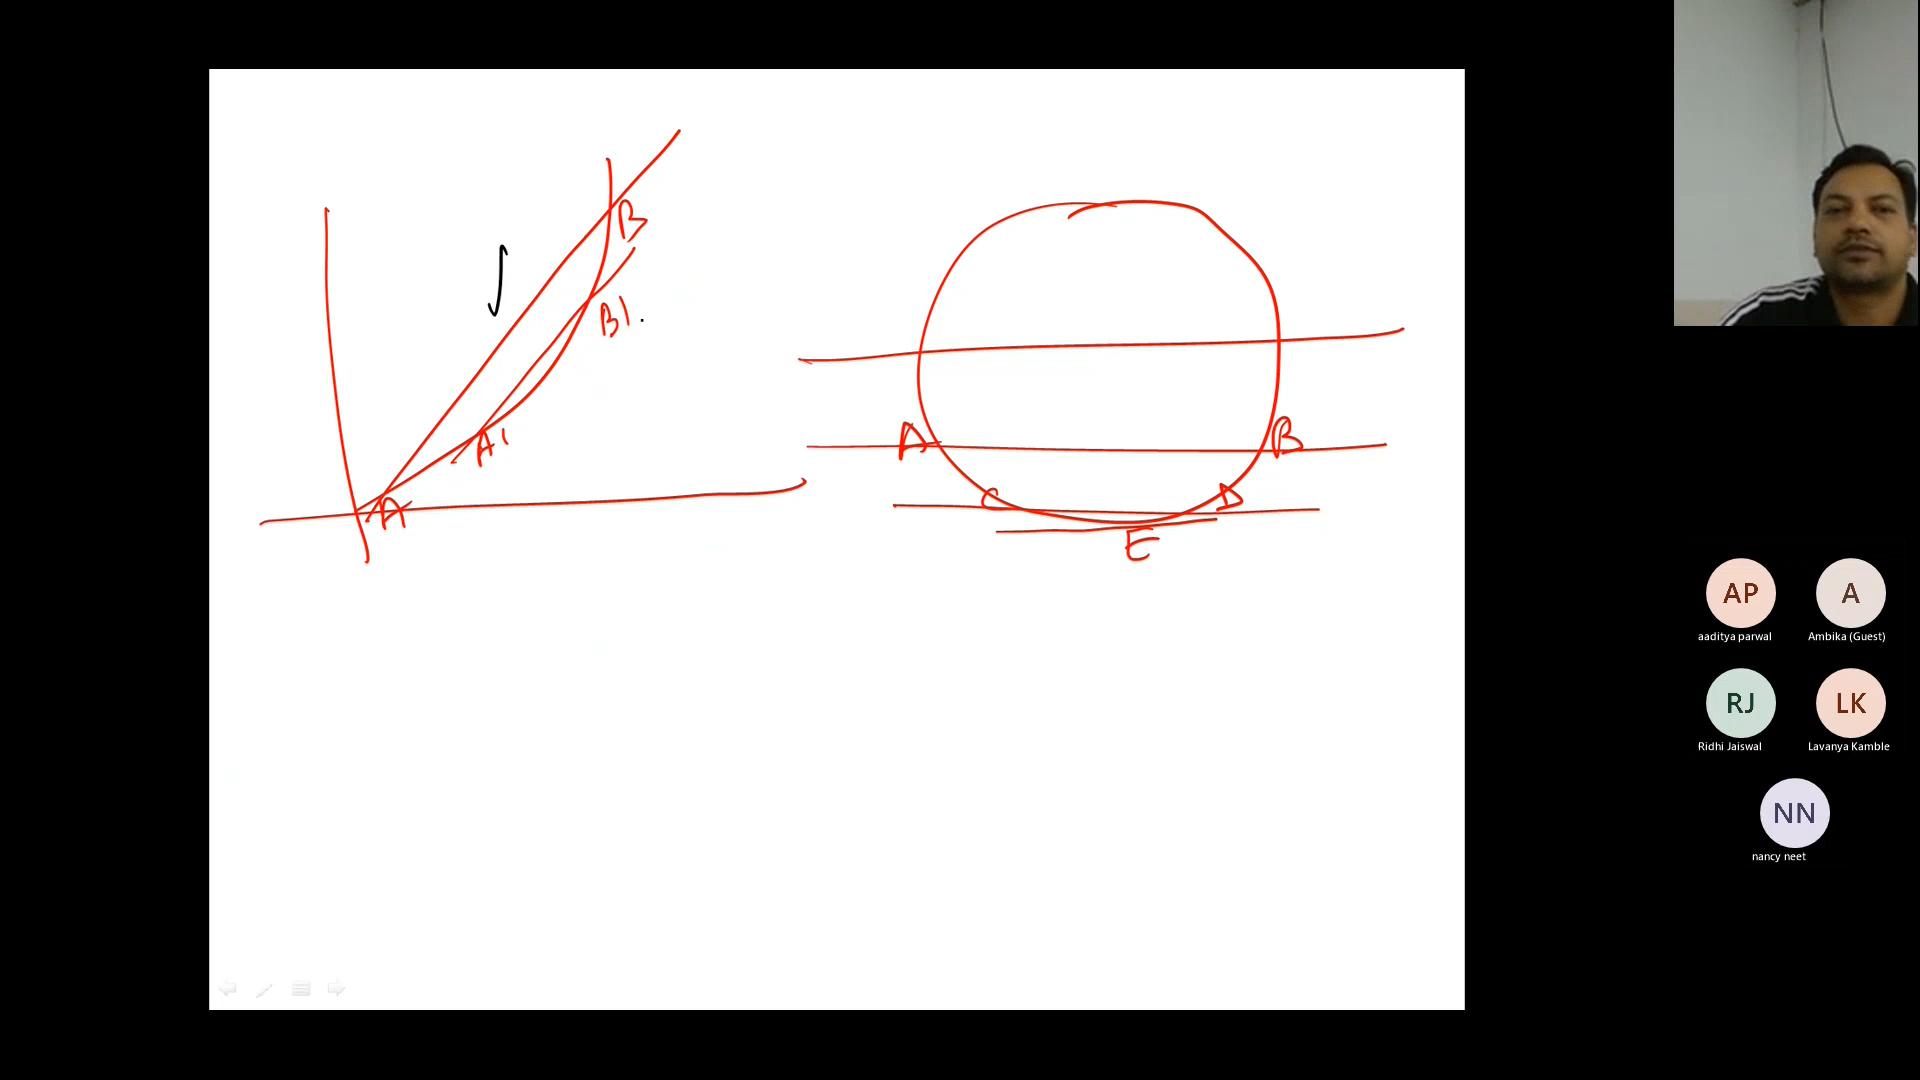 B
B'
A'
A
A
B
C
D
E
AP
A
aaditya parwal
Ambika (Guest)
RJ
LK
Ridhi Jaiswal
Lavanya Kamble
NN
nancy neet